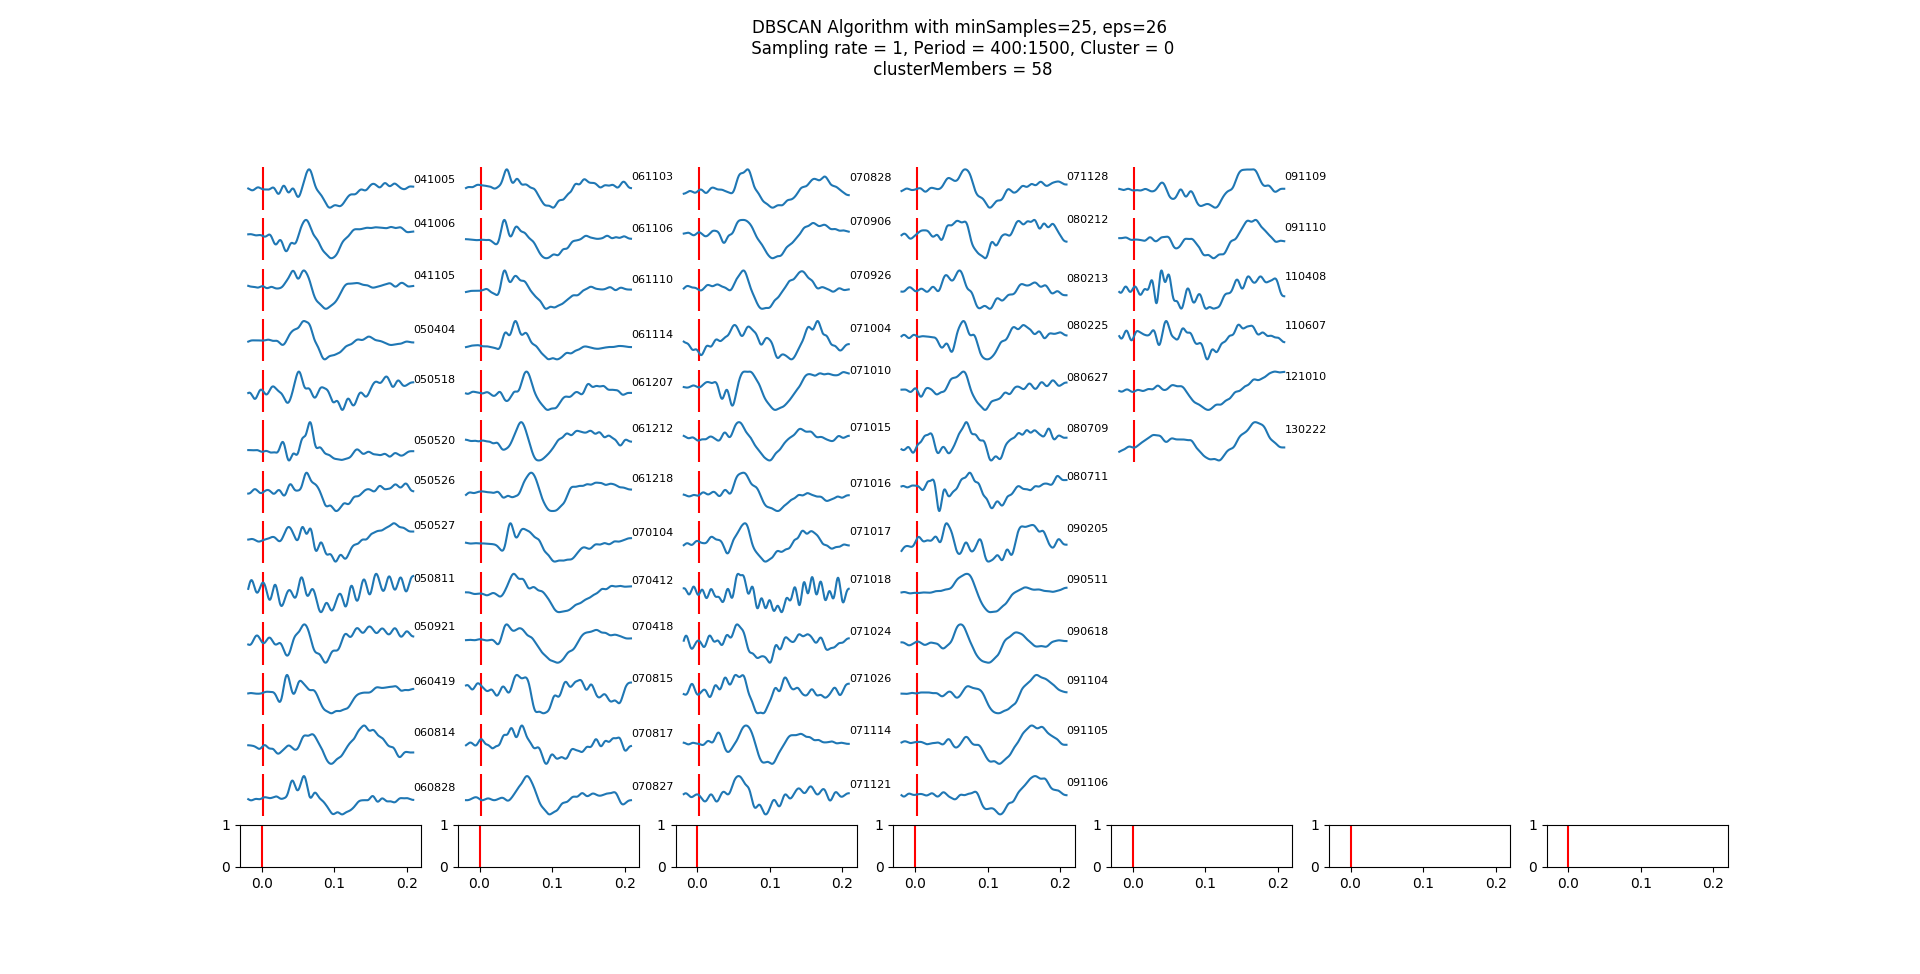 DBSCAN Algorithm with minSamples=25, eps=26
Sampling rate = 1, Period = 400:1500, Cluster = 0
clusterMembers = 58
041005 061103 070828 071128 091109
041006 061106 070906 080212 091110
041105 061110 070926 080213 110408
050404 061114 071004 080225 110607
050518 061207 071010 080627 121010
050520 061212 071015 080709 130222
050526 061218 071016 080711
050527 070104 071017 090205
050811 070412 071018 090511
050921 070418 071024 090618
060419 070815 071026 091104
060814 070817 071114 091105
060828 070827 071121 091106
1 1 1 1 1 1 1
0 0 0 0 0 0 0
0.0 0.1 0.2 0.0 0.1 0.2 0.0 0.1 0.2 0.0 0.1 0.2 0.0 0.1 0.2 0.0 0.1 0.2 0.0 0.1 0.2